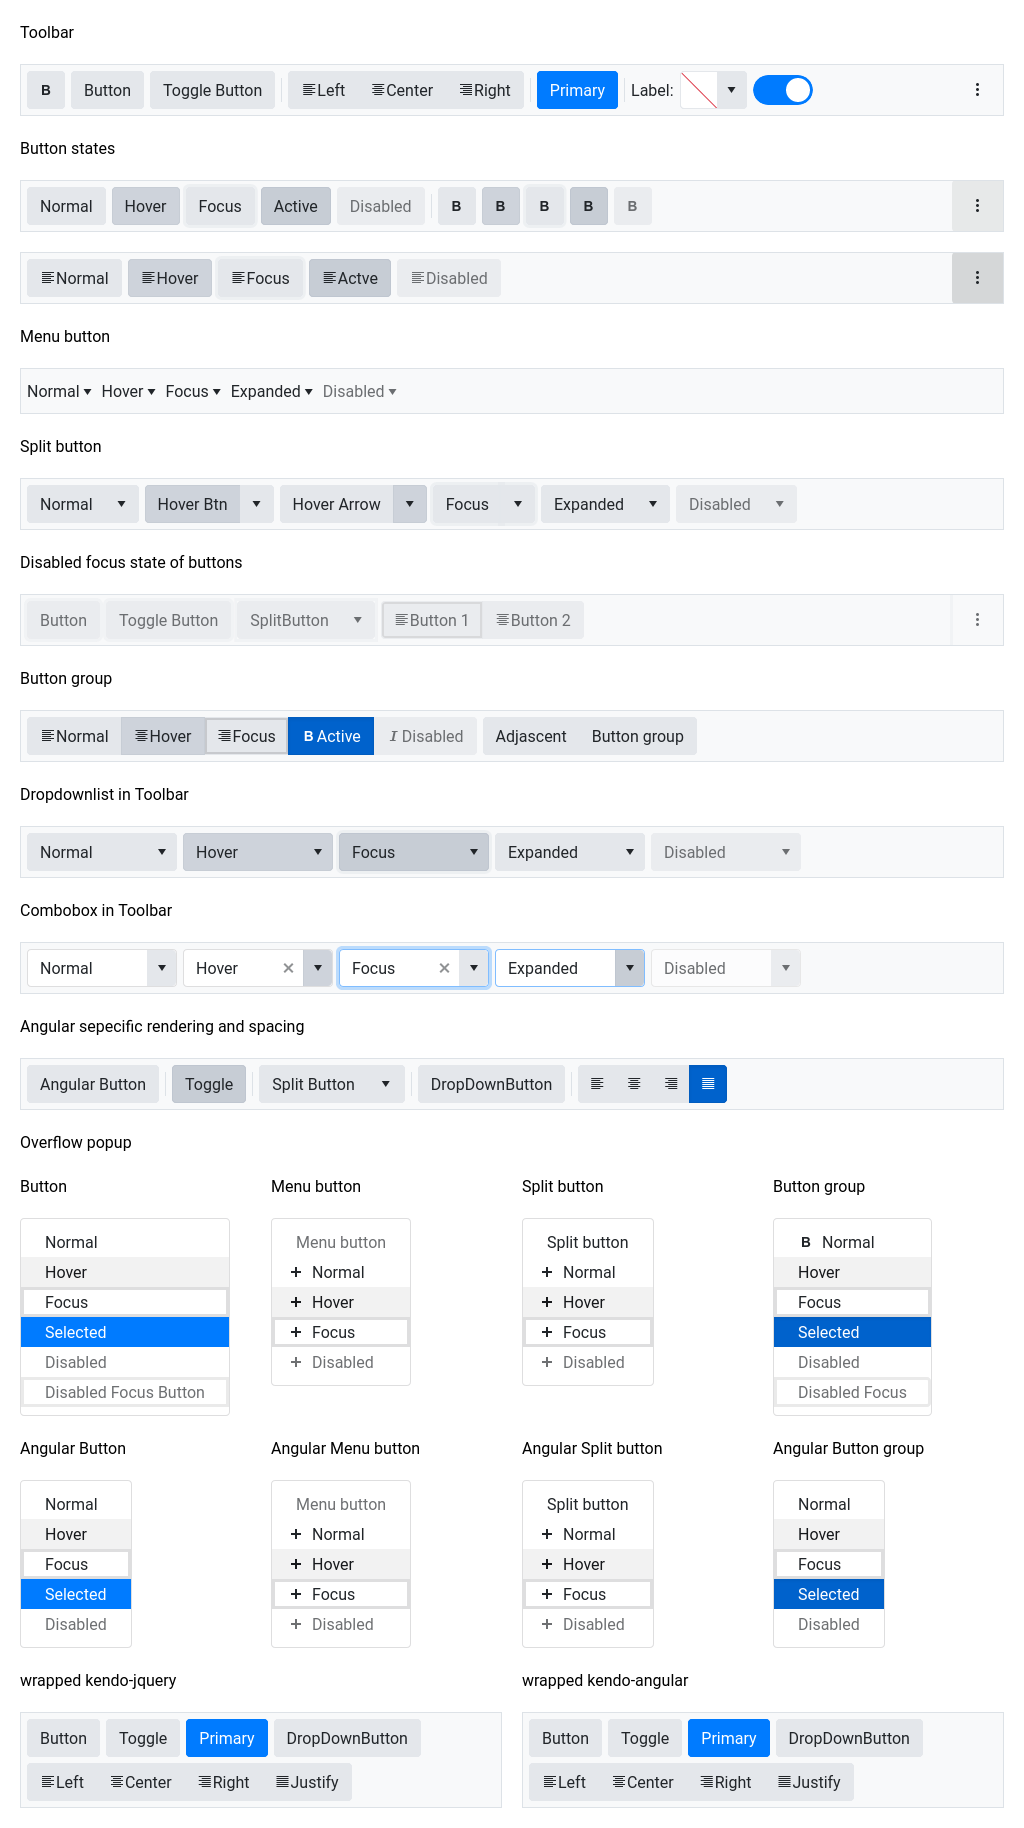 Toolbar
B Button Toggle Button Left Center Right Primary Label:
Button states
Normal Hover Focus Active Disabled B B B B B
Normal Hover Focus Actve Disabled
Menu button
Normal Hover Focus Expanded Disabled
Split button
Normal Hover Btn Hover Arrow Focus Expanded Disabled
Disabled focus state of buttons
Button Toggle Button SplitButton Button 1 Button 2
Button group
Normal Hover Focus B Active I Disabled Adjascent Button group
Dropdownlist in Toolbar
Normal Hover Focus Expanded Disabled
Combobox in Toolbar
Normal Hover Focus Expanded Disabled
Angular sepecific rendering and spacing
Angular Button Toggle Split Button DropDownButton
Overflow popup
Button Menu button Split button Button group
Normal Menu button Split button B Normal
Hover Normal Normal Hover
Focus Hover Hover Focus
Selected Focus Focus Selected
Disabled Disabled Disabled Disabled
Disabled Focus Button Disabled Focus
Angular Button Angular Menu button Angular Split button Angular Button group
Normal Menu button Split button Normal
Hover Normal Normal Hover
Focus Hover Hover Focus
Selected Focus Focus Selected
Disabled Disabled Disabled Disabled
wrapped kendo-jquery wrapped kendo-angular
Button Toggle Primary DropDownButton Button Toggle Primary DropDownButton
Left Center Right Justify Left Center Right Justify